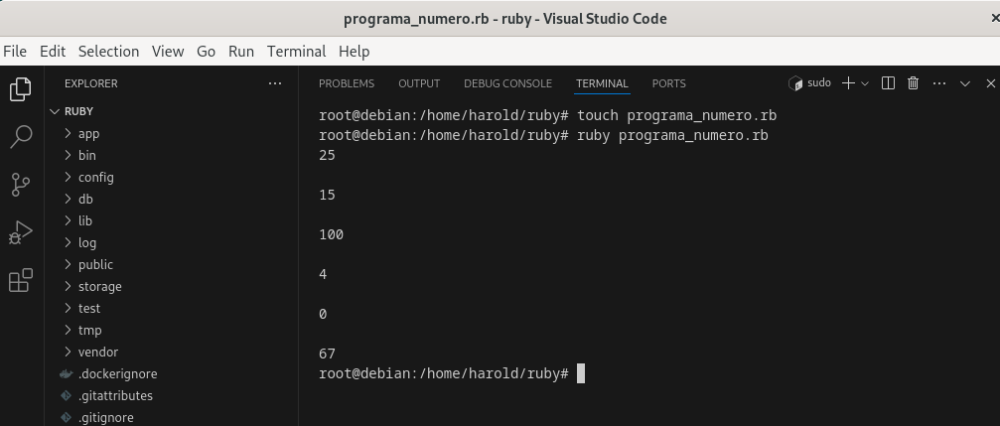 programa_numero.rb - ruby - Visual Studio Code
File Edit Selection View Go Run Terminal Help
EXPLORER
RUBY
app
bin
config
db
lib
log
public
storage
test
tmp
vendor
.dockerignore
.gitattributes
.gitignore
PROBLEMS OUTPUT DEBUG CONSOLE TERMINAL PORTS
sudo
root@debian:/home/harold/ruby# touch programa_numero.rb
root@debian:/home/harold/ruby# ruby programa_numero.rb
25
15
100
4
0
67
root@debian:/home/harold/ruby#